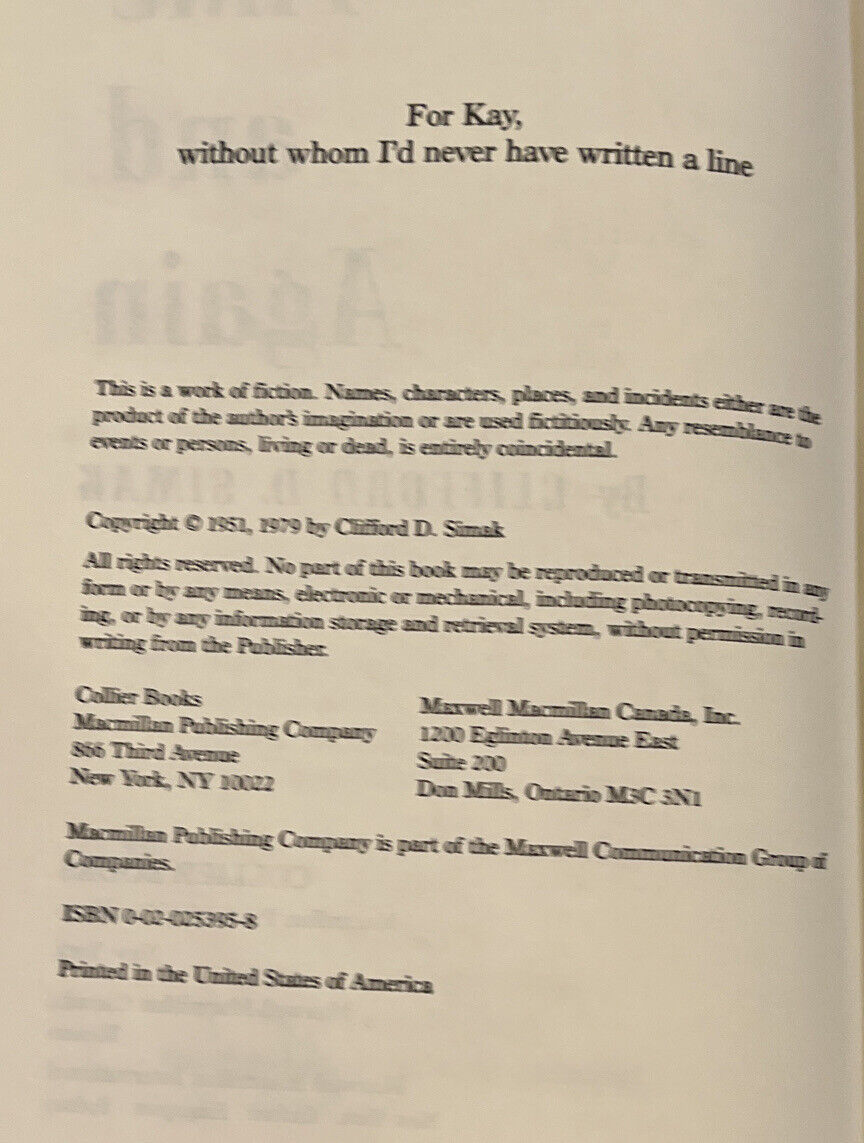 For Kay,
without whom I'd never have written a line
This is a work of fiction. Names, characters, places, and incidents either are the
product of the author's imagination or are used fictitiously. Any resemblance to
events or persons, living or dead, is entirely coincidental.
Copyright © 1951, 1979 by Clifford D. Simak
All rights reserved. No part of this book may be reproduced or transmitted in any
form or by any means, electronic or mechanical, including photocopying, record-
ing, or by any information storage and retrieval system, without permission in
writing from the Publisher.
Collier Books
Macmillan Publishing Company
866 Third Avenue
New York, NY 10022
Maxwell Macmillan Canada, Inc.
1200 Eglinton Avenue East
Suite 200
Don Mills, Ontario M3C 3N1
Macmillan Publishing Company is part of the Maxwell Communication Group of
Companies.
ISBN 0-02-025395-8
Printed in the United States of America
and
Again
By CLIFFORD D. SIMAK